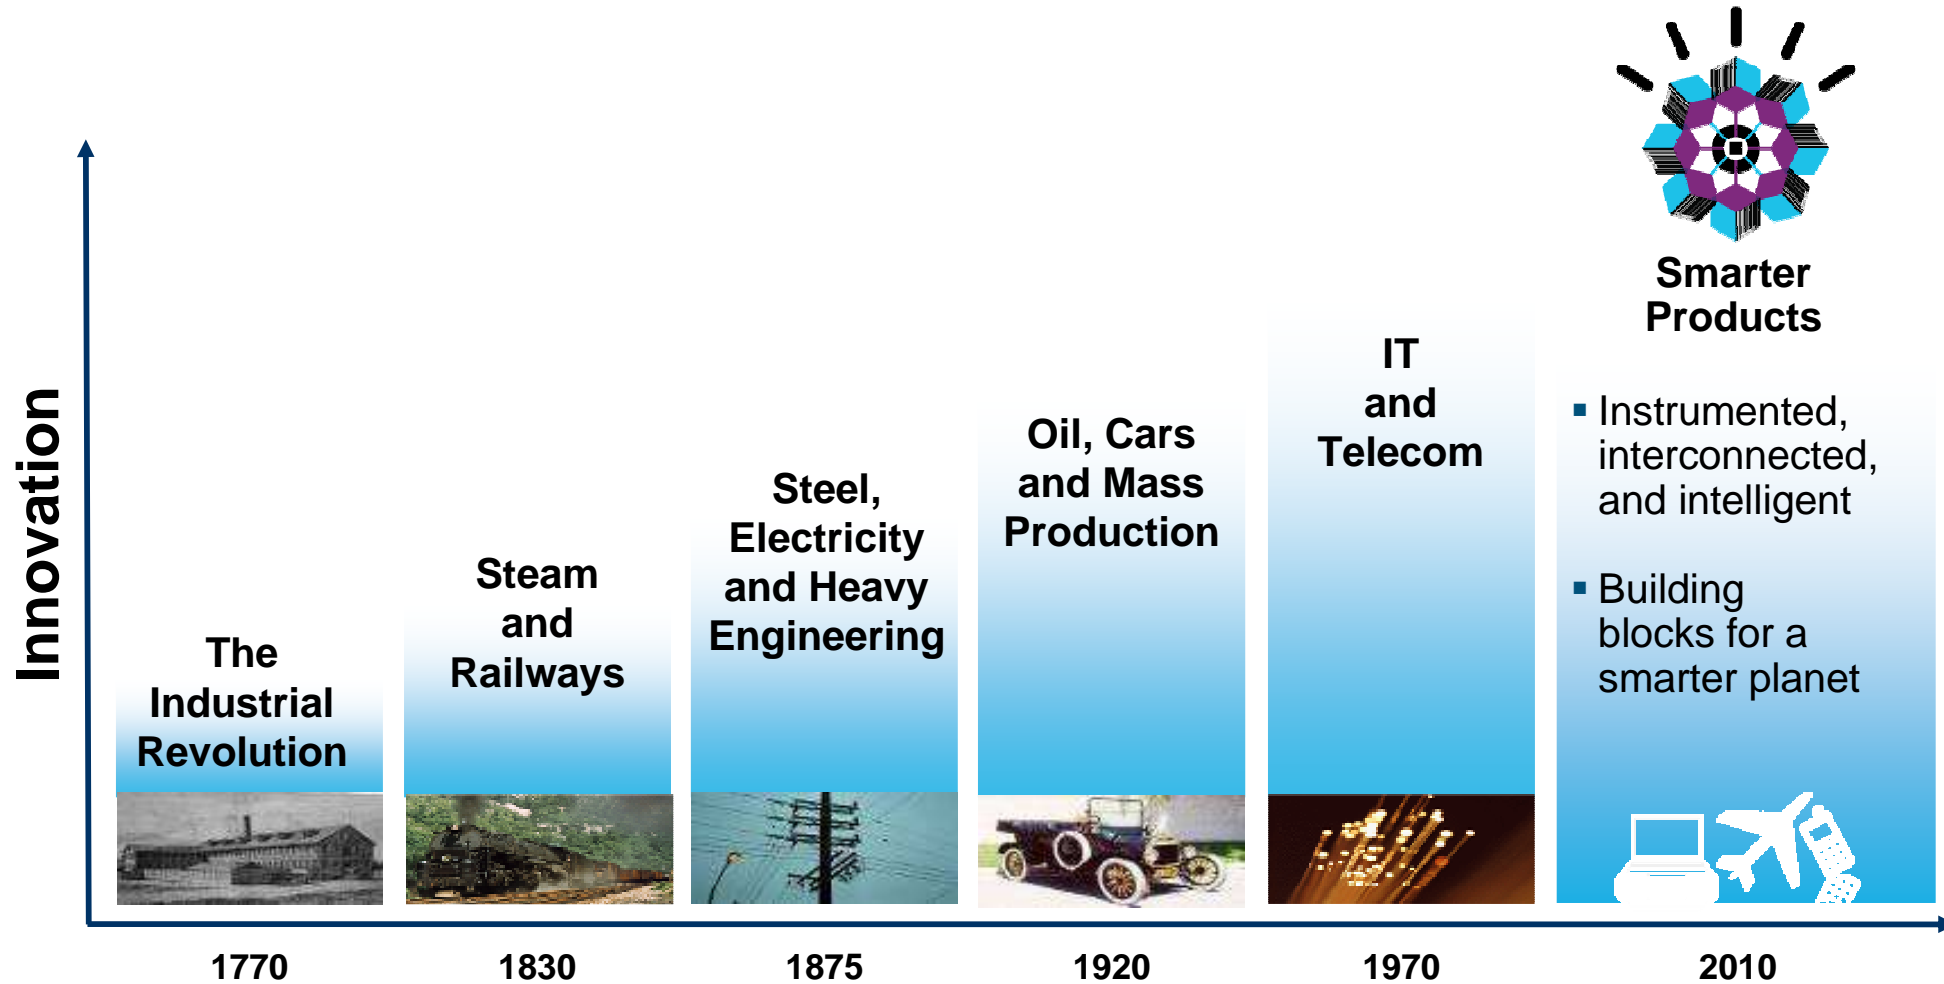 Smarter
Products
IT
and
Telecom
Instrumented,
interconnected,
and intelligent
Building
blocks for a
smarter planet
Oil, Cars
and Mass
Production
Steel,
Electricity
and Heavy
Engineering
Steam
and
Railways
The
Industrial
Revolution
Innovation
1770
1830
1875
1920
1970
2010